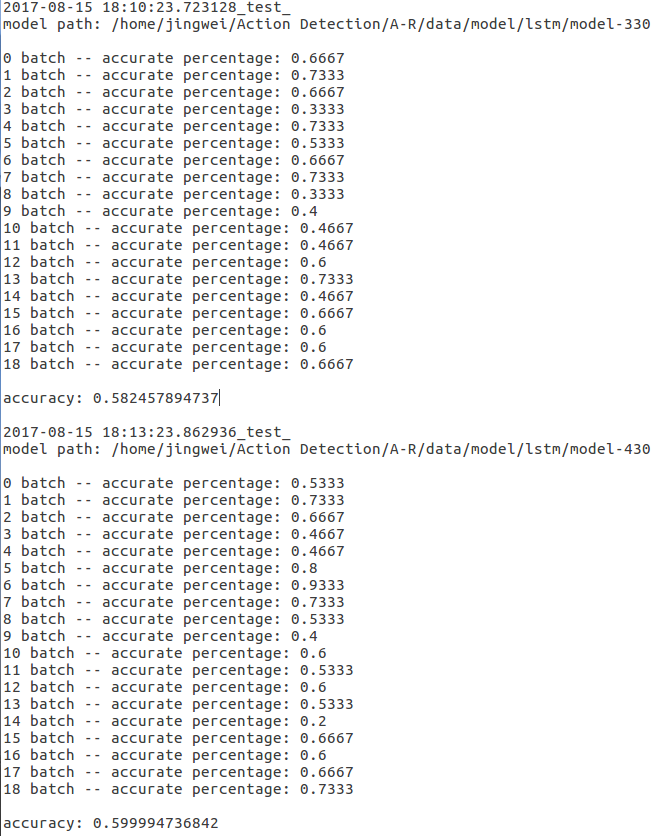 2017-08-15 18:10:23.723128_test_
model path: /home/jingwei/Action Detection/A-R/data/model/lstm/model-330
0 batch -- accurate percentage: 0.6667
1 batch -- accurate percentage: 0.7333
2 batch -- accurate percentage: 0.6667
3 batch -- accurate percentage: 0.3333
4 batch -- accurate percentage: 0.7333
5 batch -- accurate percentage: 0.5333
6 batch -- accurate percentage: 0.6667
7 batch -- accurate percentage: 0.7333
8 batch -- accurate percentage: 0.3333
9 batch -- accurate percentage: 0.4
10 batch -- accurate percentage: 0.4667
11 batch -- accurate percentage: 0.4667
12 batch -- accurate percentage: 0.6
13 batch -- accurate percentage: 0.7333
14 batch -- accurate percentage: 0.4667
15 batch -- accurate percentage: 0.6667
16 batch -- accurate percentage: 0.6
17 batch -- accurate percentage: 0.6
18 batch -- accurate percentage: 0.6667
accuracy: 0.582457894737
2017-08-15 18:13:23.862936_test_
model path: /home/jingwei/Action Detection/A-R/data/model/lstm/model-430
0 batch -- accurate percentage: 0.5333
1 batch -- accurate percentage: 0.7333
2 batch -- accurate percentage: 0.6667
3 batch -- accurate percentage: 0.4667
4 batch -- accurate percentage: 0.4667
5 batch -- accurate percentage: 0.8
6 batch -- accurate percentage: 0.9333
7 batch -- accurate percentage: 0.7333
8 batch -- accurate percentage: 0.5333
9 batch -- accurate percentage: 0.4
10 batch -- accurate percentage: 0.6
11 batch -- accurate percentage: 0.5333
12 batch -- accurate percentage: 0.6
13 batch -- accurate percentage: 0.5333
14 batch -- accurate percentage: 0.2
15 batch -- accurate percentage: 0.6667
16 batch -- accurate percentage: 0.6
17 batch -- accurate percentage: 0.6667
18 batch -- accurate percentage: 0.7333
accuracy: 0.599994736842